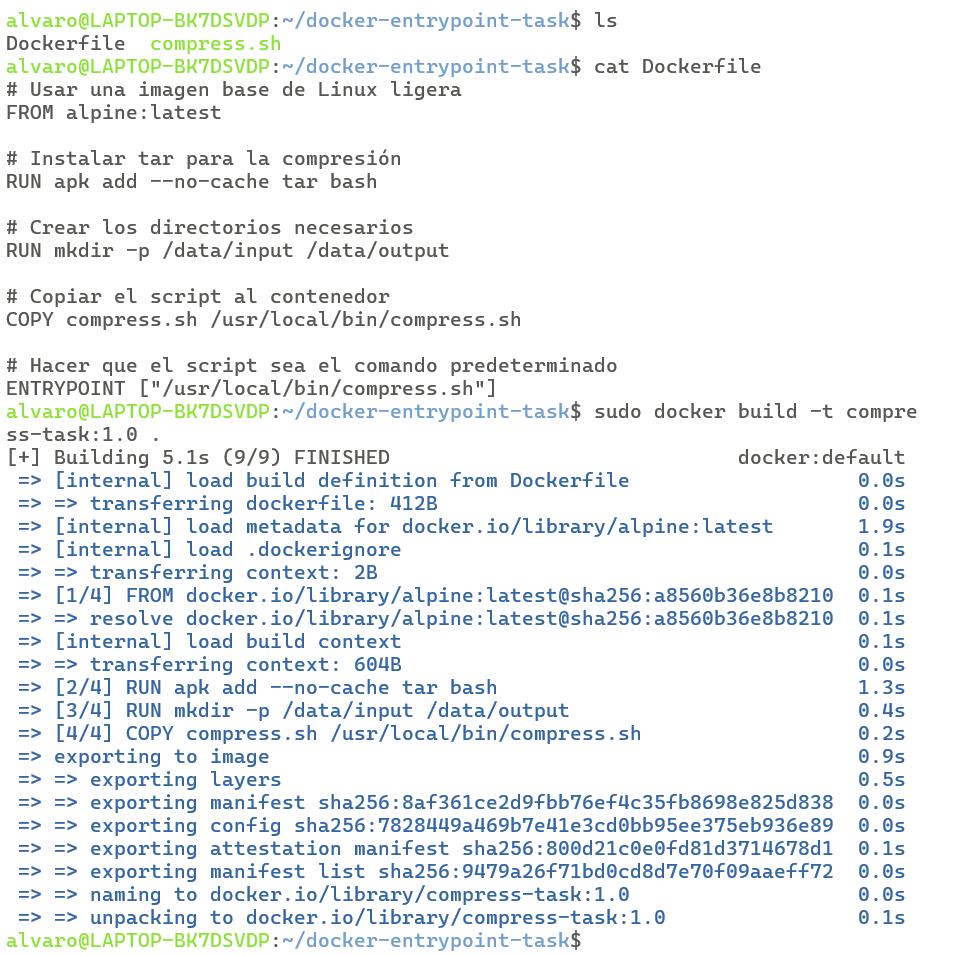 alvaro@LAPTOP-BK7DSVDP:~/docker-entrypoint-task$ ls
Dockerfile  compress.sh
alvaro@LAPTOP-BK7DSVDP:~/docker-entrypoint-task$ cat Dockerfile
# Usar una imagen base de Linux ligera
FROM alpine:latest

# Instalar tar para la compresión
RUN apk add --no-cache tar bash

# Crear los directorios necesarios
RUN mkdir -p /data/input /data/output

# Copiar el script al contenedor
COPY compress.sh /usr/local/bin/compress.sh

# Hacer que el script sea el comando predeterminado
ENTRYPOINT ["/usr/local/bin/compress.sh"]
alvaro@LAPTOP-BK7DSVDP:~/docker-entrypoint-task$ sudo docker build -t compre
ss-task:1.0 .
[+] Building 5.1s (9/9) FINISHED                             docker:default
 => [internal] load build definition from Dockerfile                   0.0s
 => => transferring dockerfile: 412B                                   0.0s
 => [internal] load metadata for docker.io/library/alpine:latest       1.9s
 => [internal] load .dockerignore                                      0.1s
 => => transferring context: 2B                                        0.0s
 => [1/4] FROM docker.io/library/alpine:latest@sha256:a8560b36e8b8210  0.1s
 => => resolve docker.io/library/alpine:latest@sha256:a8560b36e8b8210  0.1s
 => [internal] load build context                                      0.1s
 => => transferring context: 604B                                      0.0s
 => [2/4] RUN apk add --no-cache tar bash                              1.3s
 => [3/4] RUN mkdir -p /data/input /data/output                        0.4s
 => [4/4] COPY compress.sh /usr/local/bin/compress.sh                  0.2s
 => exporting to image                                                 0.9s
 => => exporting layers                                                0.5s
 => => exporting manifest sha256:8af361ce2d9fbb76ef4c35fb8698e825d838  0.0s
 => => exporting config sha256:7828449a469b7e41e3cd0bb95ee375eb936e89  0.0s
 => => exporting attestation manifest sha256:800d21c0e0fd81d3714678d1  0.1s
 => => exporting manifest list sha256:9479a26f71bd0cd8d7e70f09aaeff72  0.0s
 => => naming to docker.io/library/compress-task:1.0                   0.0s
 => => unpacking to docker.io/library/compress-task:1.0                0.1s
alvaro@LAPTOP-BK7DSVDP:~/docker-entrypoint-task$